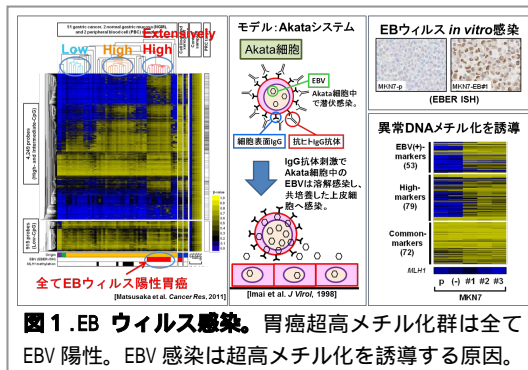 51 gastric cancer, 2 normal gastric mucosa (NGM),
and 2 peripheral blood cell (PBC) samples
Low
High
Extensively
High
4,249 probes
(High- and Intermediate-CpG)
915 probes
(Low-CpG)
β-value
Origin
EBV (EBER-ISH)
MLH1 methylation
全てEBウィルス陽性胃癌
[Matsusaka et al. Cancer Res, 2011]
モデル：Akataシステム
Akata細胞
EBV
Akata細胞中
で潜伏感染。
細胞表面IgG
抗ヒトIgG抗体
IgG抗体刺激で
Akata細胞中の
EBVは溶解感染し、
共培養した上皮細
胞へ感染。
[Imai et al. J Virol, 1998]
EBウィルス in vitro感染
MKN7-p
MKN7-EB#1
(EBER ISH)
異常DNAメチル化を誘導
EBV(+)-
markers
(53)
High-
markers
(79)
Common-
markers
(72)
MLH1
p (-) #1 #2 #3
MKN7
図１.EB ウィルス感染。胃癌超高メチル化群は全て
EBV 陽性。EBV 感染は超高メチル化を誘導する原因。